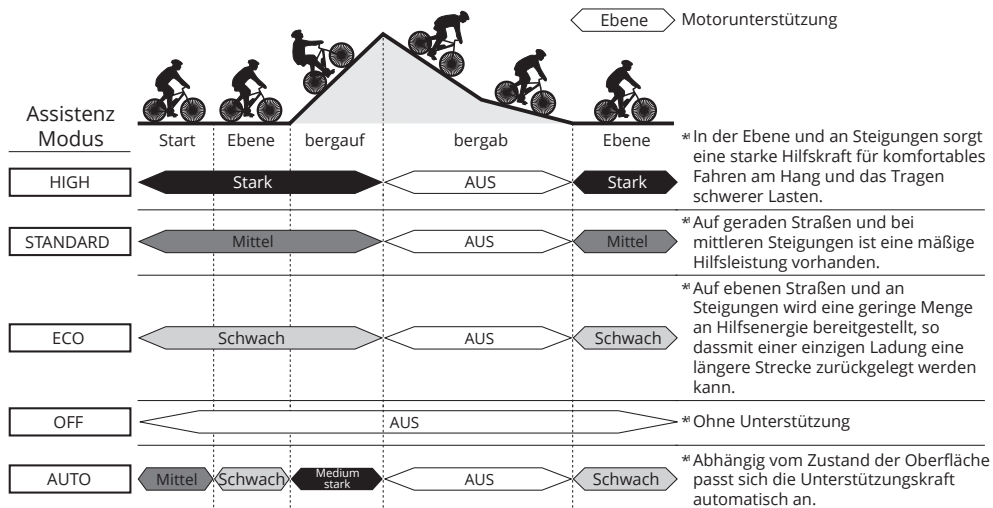 Ebene
* Motorunterstützung
Assistenz
Modus
Start
Ebene
bergauf
bergab
Ebene
HIGH
Stark
AUS
Stark
* In der Ebene und an Steigungen sorgt
eine starke Hilfskraft für komfortables
Fahren am Hang und das Tragen
schwerer Lasten.
STANDARD
Mittel
AUS
Mittel
* Auf geraden Straßen und bei
mittleren Steigungen ist eine mäßige
Hilfsleistung vorhanden.
ECO
Schwach
AUS
Schwach
* Auf ebenen Straßen und an
Steigungen wird eine geringe Menge
an Hilfsenergie bereitgestellt, so
dassmit einer einzigen Ladung eine
längere Strecke zurückgelegt werden
kann.
OFF
AUS
* Ohne Unterstützung
AUTO
Mittel
Schwach
Medium
stark
AUS
Schwach
* Abhängig vom Zustand der Oberfläche
passt sich die Unterstützungskraft
automatisch an.